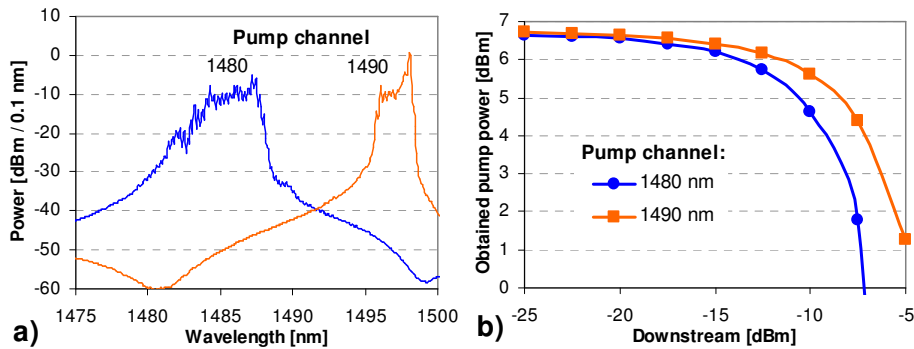 Pump channel
1480
1490
10
0
-10
-20
-30
-40
-50
-60
Power [dBm / 0.1 nm]
1475
1480
1485
1490
1495
1500
Wavelength [nm]
a)
7
6
5
4
3
2
1
0
Obtained pump power [dBm]
Pump channel:
1480 nm
1490 nm
-25
-20
-15
-10
-5
Downstream [dBm]
b)